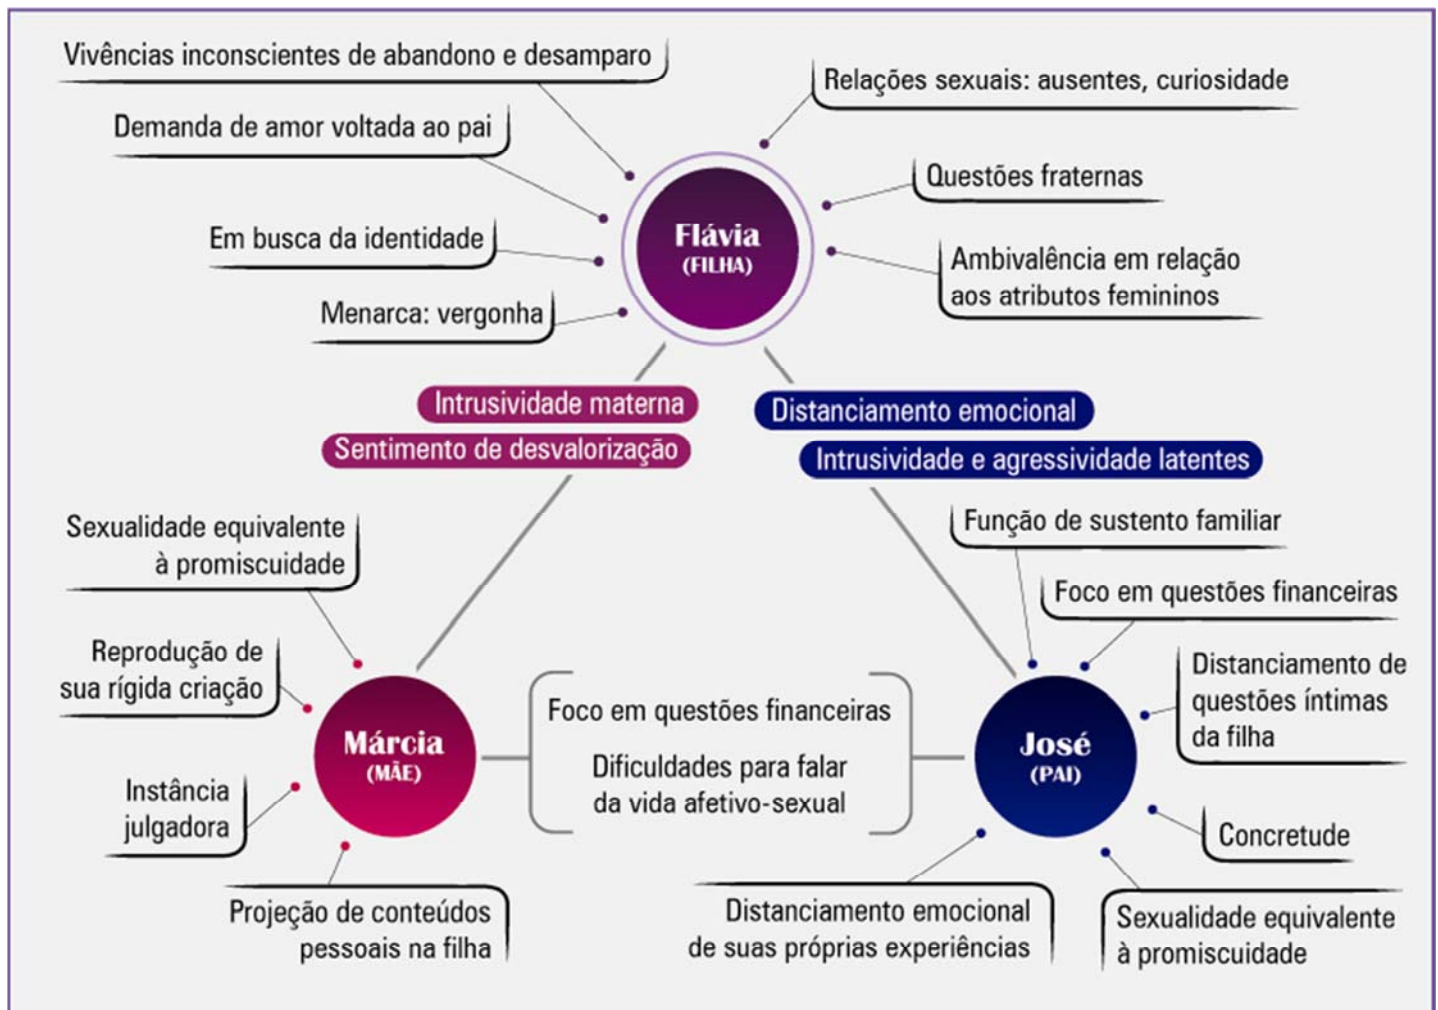 Vivências inconscientes de abandono e desamparo
Relações sexuais: ausentes, curiosidade
Demanda de amor voltada ao pai
Questões fraternas
Em busca da identidade
Flávia
(FILHA)
Ambivalência em relação
aos atributos femininos
Menarca: vergonha
Intrusividade materna
Sentimento de desvalorização
Distanciamento emocional
Intrusividade e agressividade latentes
Sexualidade equivalente
à promiscuidade
Reprodução de
sua rígida criação
Márcia
(MÃE)
Instância
julgadora
Projeção de conteúdos
pessoais na filha
Foco em questões financeiras
Dificuldades para falar
da vida afetivo-sexual
Função de sustento familiar
Foco em questões financeiras
Distanciamento de
questões íntimas
da filha
José
(PAI)
Concretude
Distanciamento emocional
de suas próprias experiências
Sexualidade equivalente
à promiscuidade